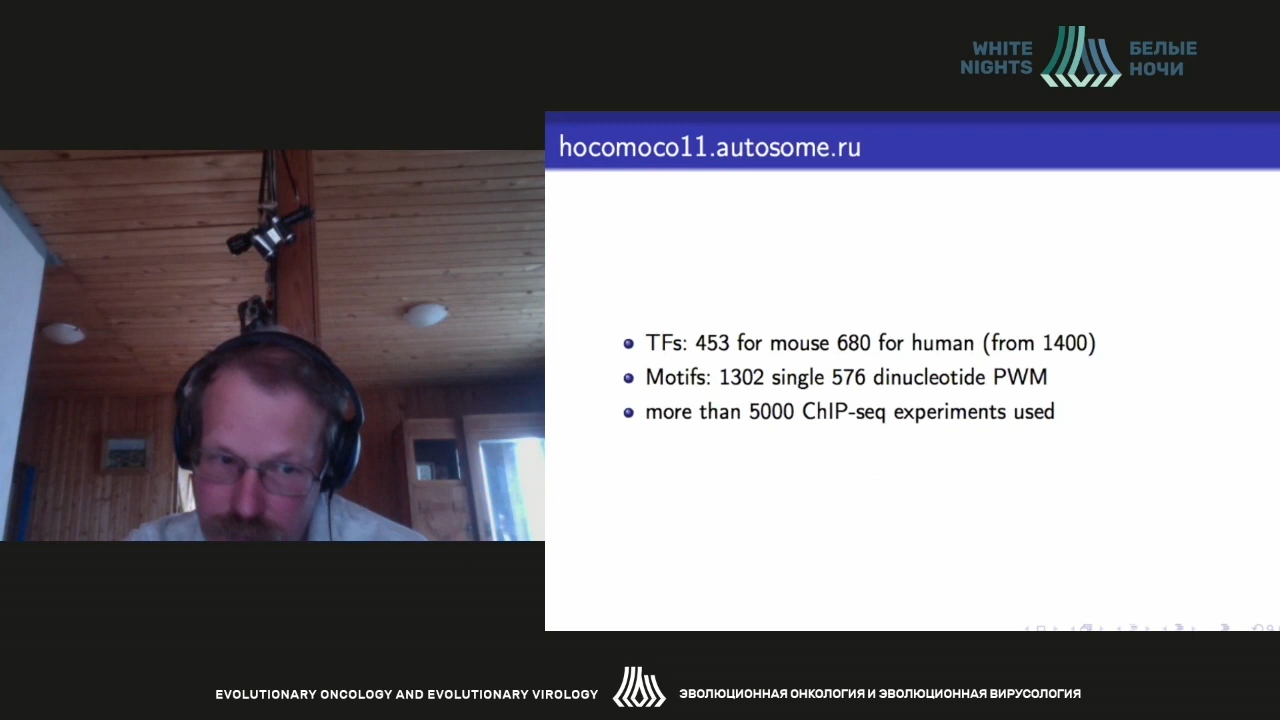 WHITE
NIGHTS
БЕЛЫЕ
НОЧИ
hocomoco11.autosome.ru
TFs: 453 for mouse 680 for human (from 1400)
Motifs: 1302 single 576 dinucleotide PWM
more than 5000 ChIP-seq experiments used
EVOLUTIONARY ONCOLOGY AND EVOLUTIONARY VIROLOGY
ЭВОЛЮЦИОННАЯ ОНКОЛОГИЯ И ЭВОЛЮЦИОННАЯ ВИРУСОЛОГИЯ